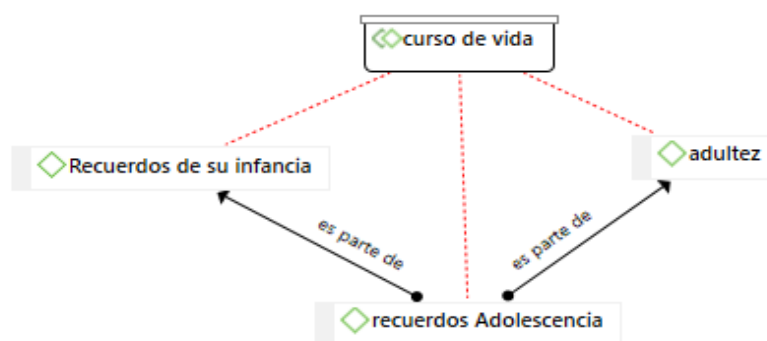 curso de vida
Recuerdos de su infancia
adultez
es parte de
es parte de
recuerdos Adolescencia